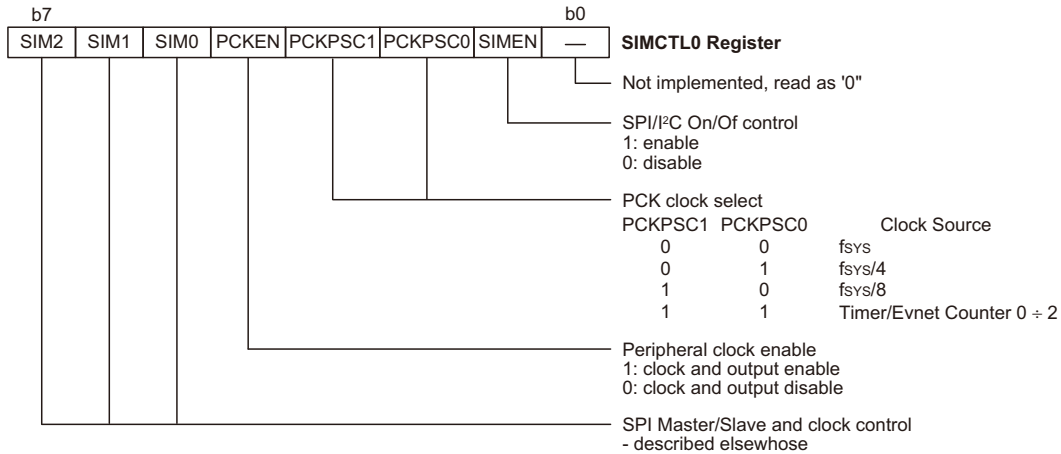 b7 b0
SIM2 SIM1 SIM0 PCKEN PCKPSC1 PCKPSC0 SIMEN — SIMCTL0 Register
Not implemented, read as '0"
SPI/I²C On/Of control
1: enable
0: disable
PCK clock select
PCKPSC1 PCKPSC0 Clock Source
0 0 fSYS
0 1 fSYS/4
1 0 fSYS/8
1 1 Timer/Evnet Counter 0 ÷ 2
Peripheral clock enable
1: clock and output enable
0: clock and output disable
SPI Master/Slave and clock control
- described elsewhose